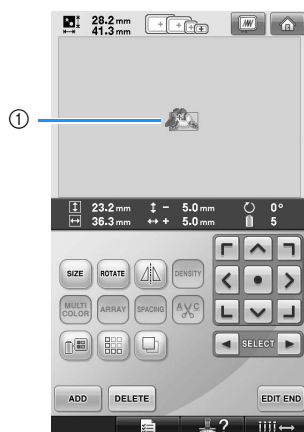 28.2 mm
41.3 mm
①
23.2 mm - 5.0 mm 0°
36.3 mm + 5.0 mm 5
SIZE ROTATE DENSITY
MULTI COLOR ARRAY SPACING AVC
SELECT
ADD DELETE EDIT END
?